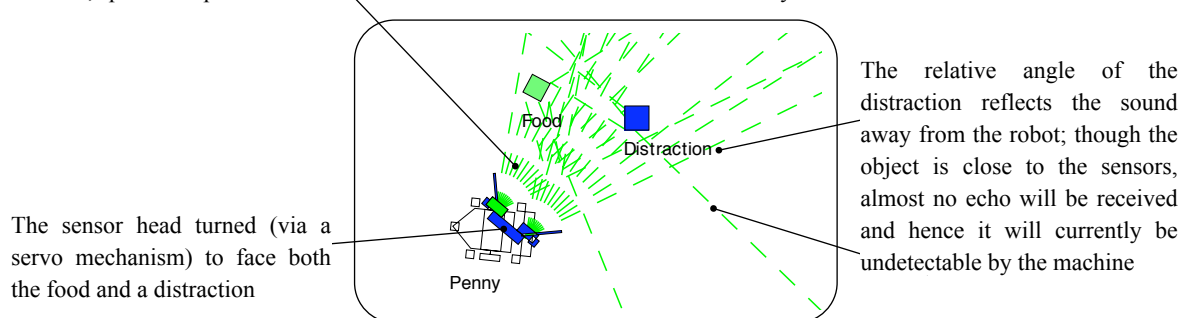 Food
Distraction
The relative angle of the
distraction reflects the sound
away from the robot; though the
object is close to the sensors,
almost no echo will be received
and hence it will currently be
undetectable by the machine
The sensor head turned (via a
servo mechanism) to face both
the food and a distraction
Penny